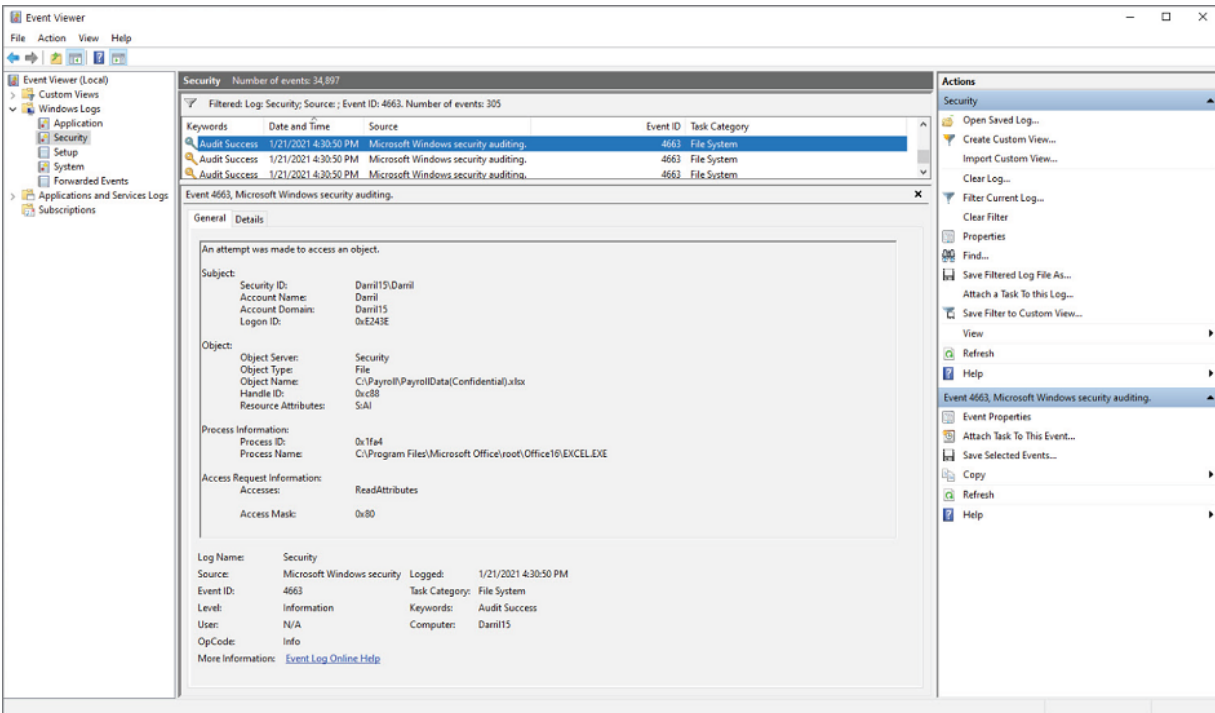 Event Viewer
File Action View Help
Event Viewer (Local)
Custom Views
Windows Logs
Application
Security
Setup
System
Forwarded Events
Applications and Services Logs
Subscriptions
Security Number of events: 34,897
Filtered: Log: Security; Source: ; Event ID: 4663. Number of events: 305
Keywords Date and Time Source Event ID Task Category
Audit Success 1/21/2021 4:30:50 PM Microsoft Windows security auditing. 4663 File System
Audit Success 1/21/2021 4:30:50 PM Microsoft Windows security auditing. 4663 File System
Audit Success 1/21/2021 4:30:50 PM Microsoft Windows security auditing. 4663 File System
Event 4663, Microsoft Windows security auditing.
General Details
An attempt was made to access an object.
Subject:
Security ID: Darril15\Darril
Account Name: Darril
Account Domain: Darril15
Logon ID: 0xE243E
Object:
Object Server: Security
Object Type: File
Object Name: C:\Payroll\PayrollData(Confidential).xlsx
Handle ID: 0xc88
Resource Attributes: S:AI
Process Information:
Process ID: 0x1fa4
Process Name: C:\Program Files\Microsoft Office\root\Office16\EXCEL.EXE
Access Request Information:
Accesses: ReadAttributes
Access Mask: 0x80
Log Name: Security
Source: Microsoft Windows security Logged: 1/21/2021 4:30:50 PM
Event ID: 4663 Task Category: File System
Level: Information Keywords: Audit Success
User: N/A Computer: Darril15
OpCode: Info
More Information: Event Log Online Help
Actions
Security
Open Saved Log...
Create Custom View...
Import Custom View...
Clear Log...
Filter Current Log...
Clear Filter
Properties
Find...
Save Filtered Log File As...
Attach a Task To this Log...
Save Filter to Custom View...
View
Refresh
Help
Event 4663, Microsoft Windows security auditing.
Event Properties
Attach Task To This Event...
Save Selected Events...
Copy
Refresh
Help